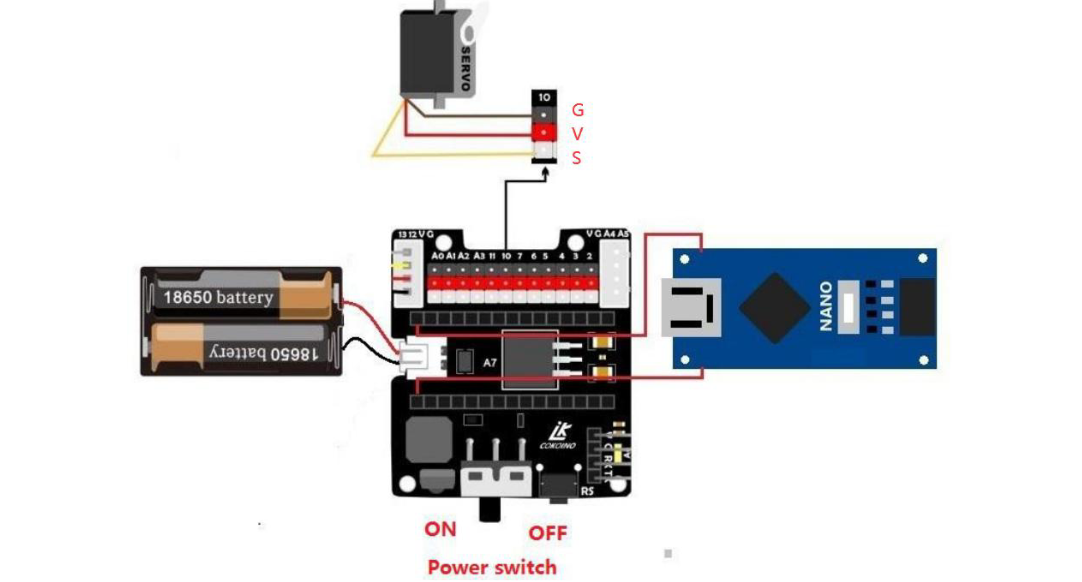 SERVO
10
G
V
S
13 12 V G
V G A4 A5
A0 A1 A2 A3 11 10 7 6 5 4 3 2
18650 battery
18650 battery
A7
NANO
COKOINO
RS
ON
OFF
Power switch